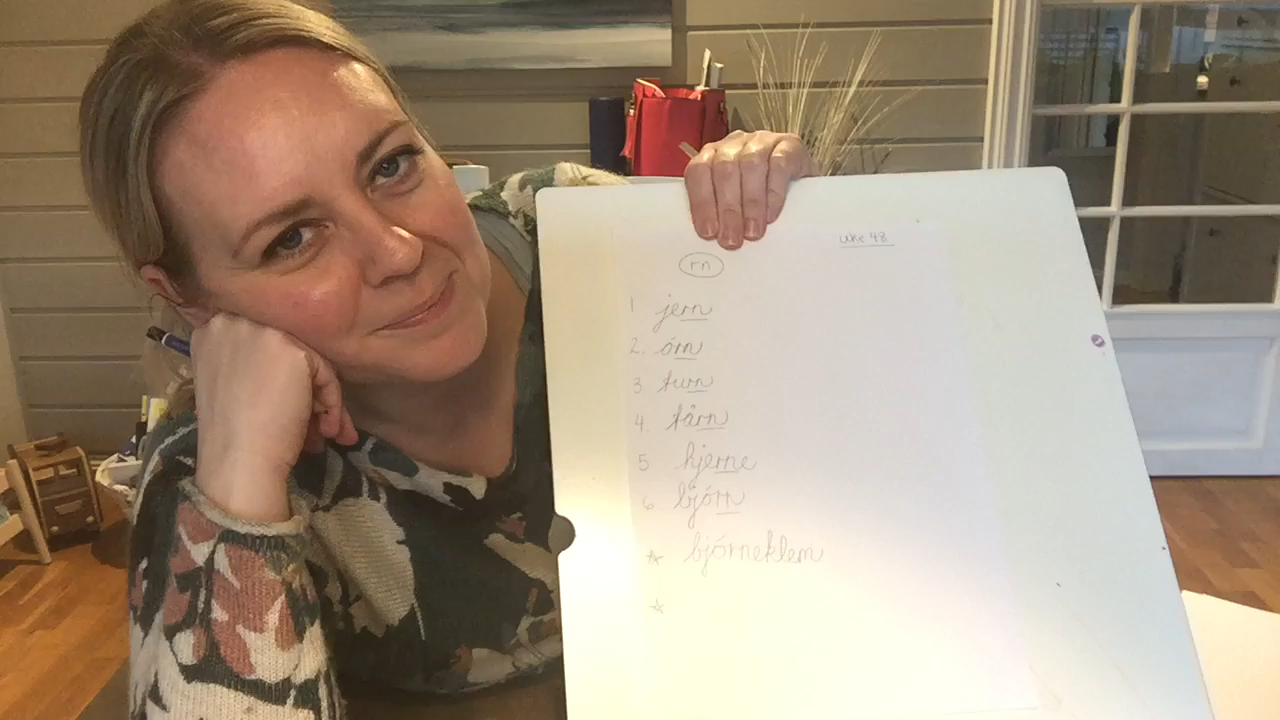 uke 48
rn
1 jern
2. ørn
3 turn
4. tårn
5 hjerne
6 bjørn
☆ bjørneklem
☆